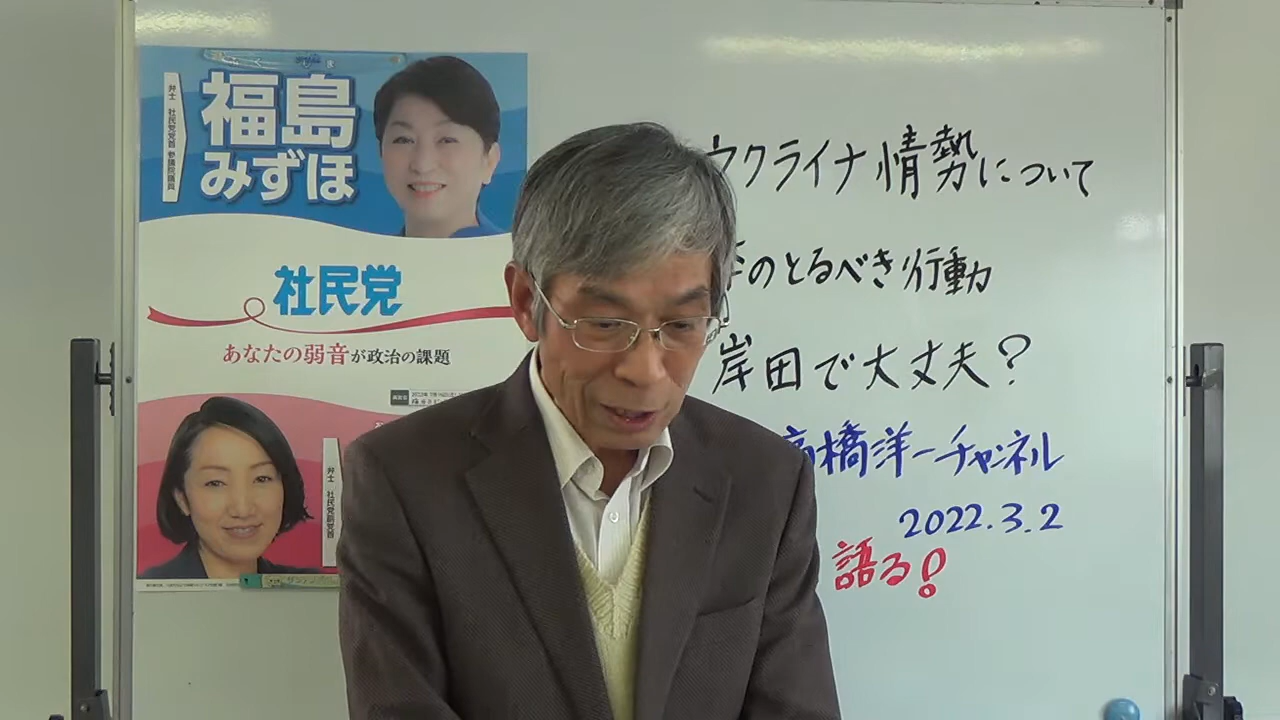 弁士 社民党党首 参議院議員
福島
みずほ
社民党
あなたの弱音が政治の課題
弁士 社民党副党首
ウクライナ情勢について
のとるべき行動
岸田で大丈夫?
高橋洋一チャンネル
2022.3.2
語る!